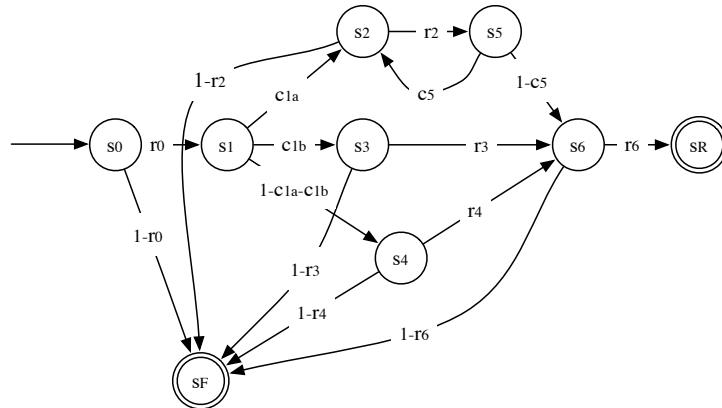 s2
r2
s5
1-r2
c1a
c5
1-c5
s0
r0
s1
c1b
s3
r3
s6
r6
sR
1-c1a-c1b
r4
1-r0
s4
1-r3
1-r4
1-r6
sF